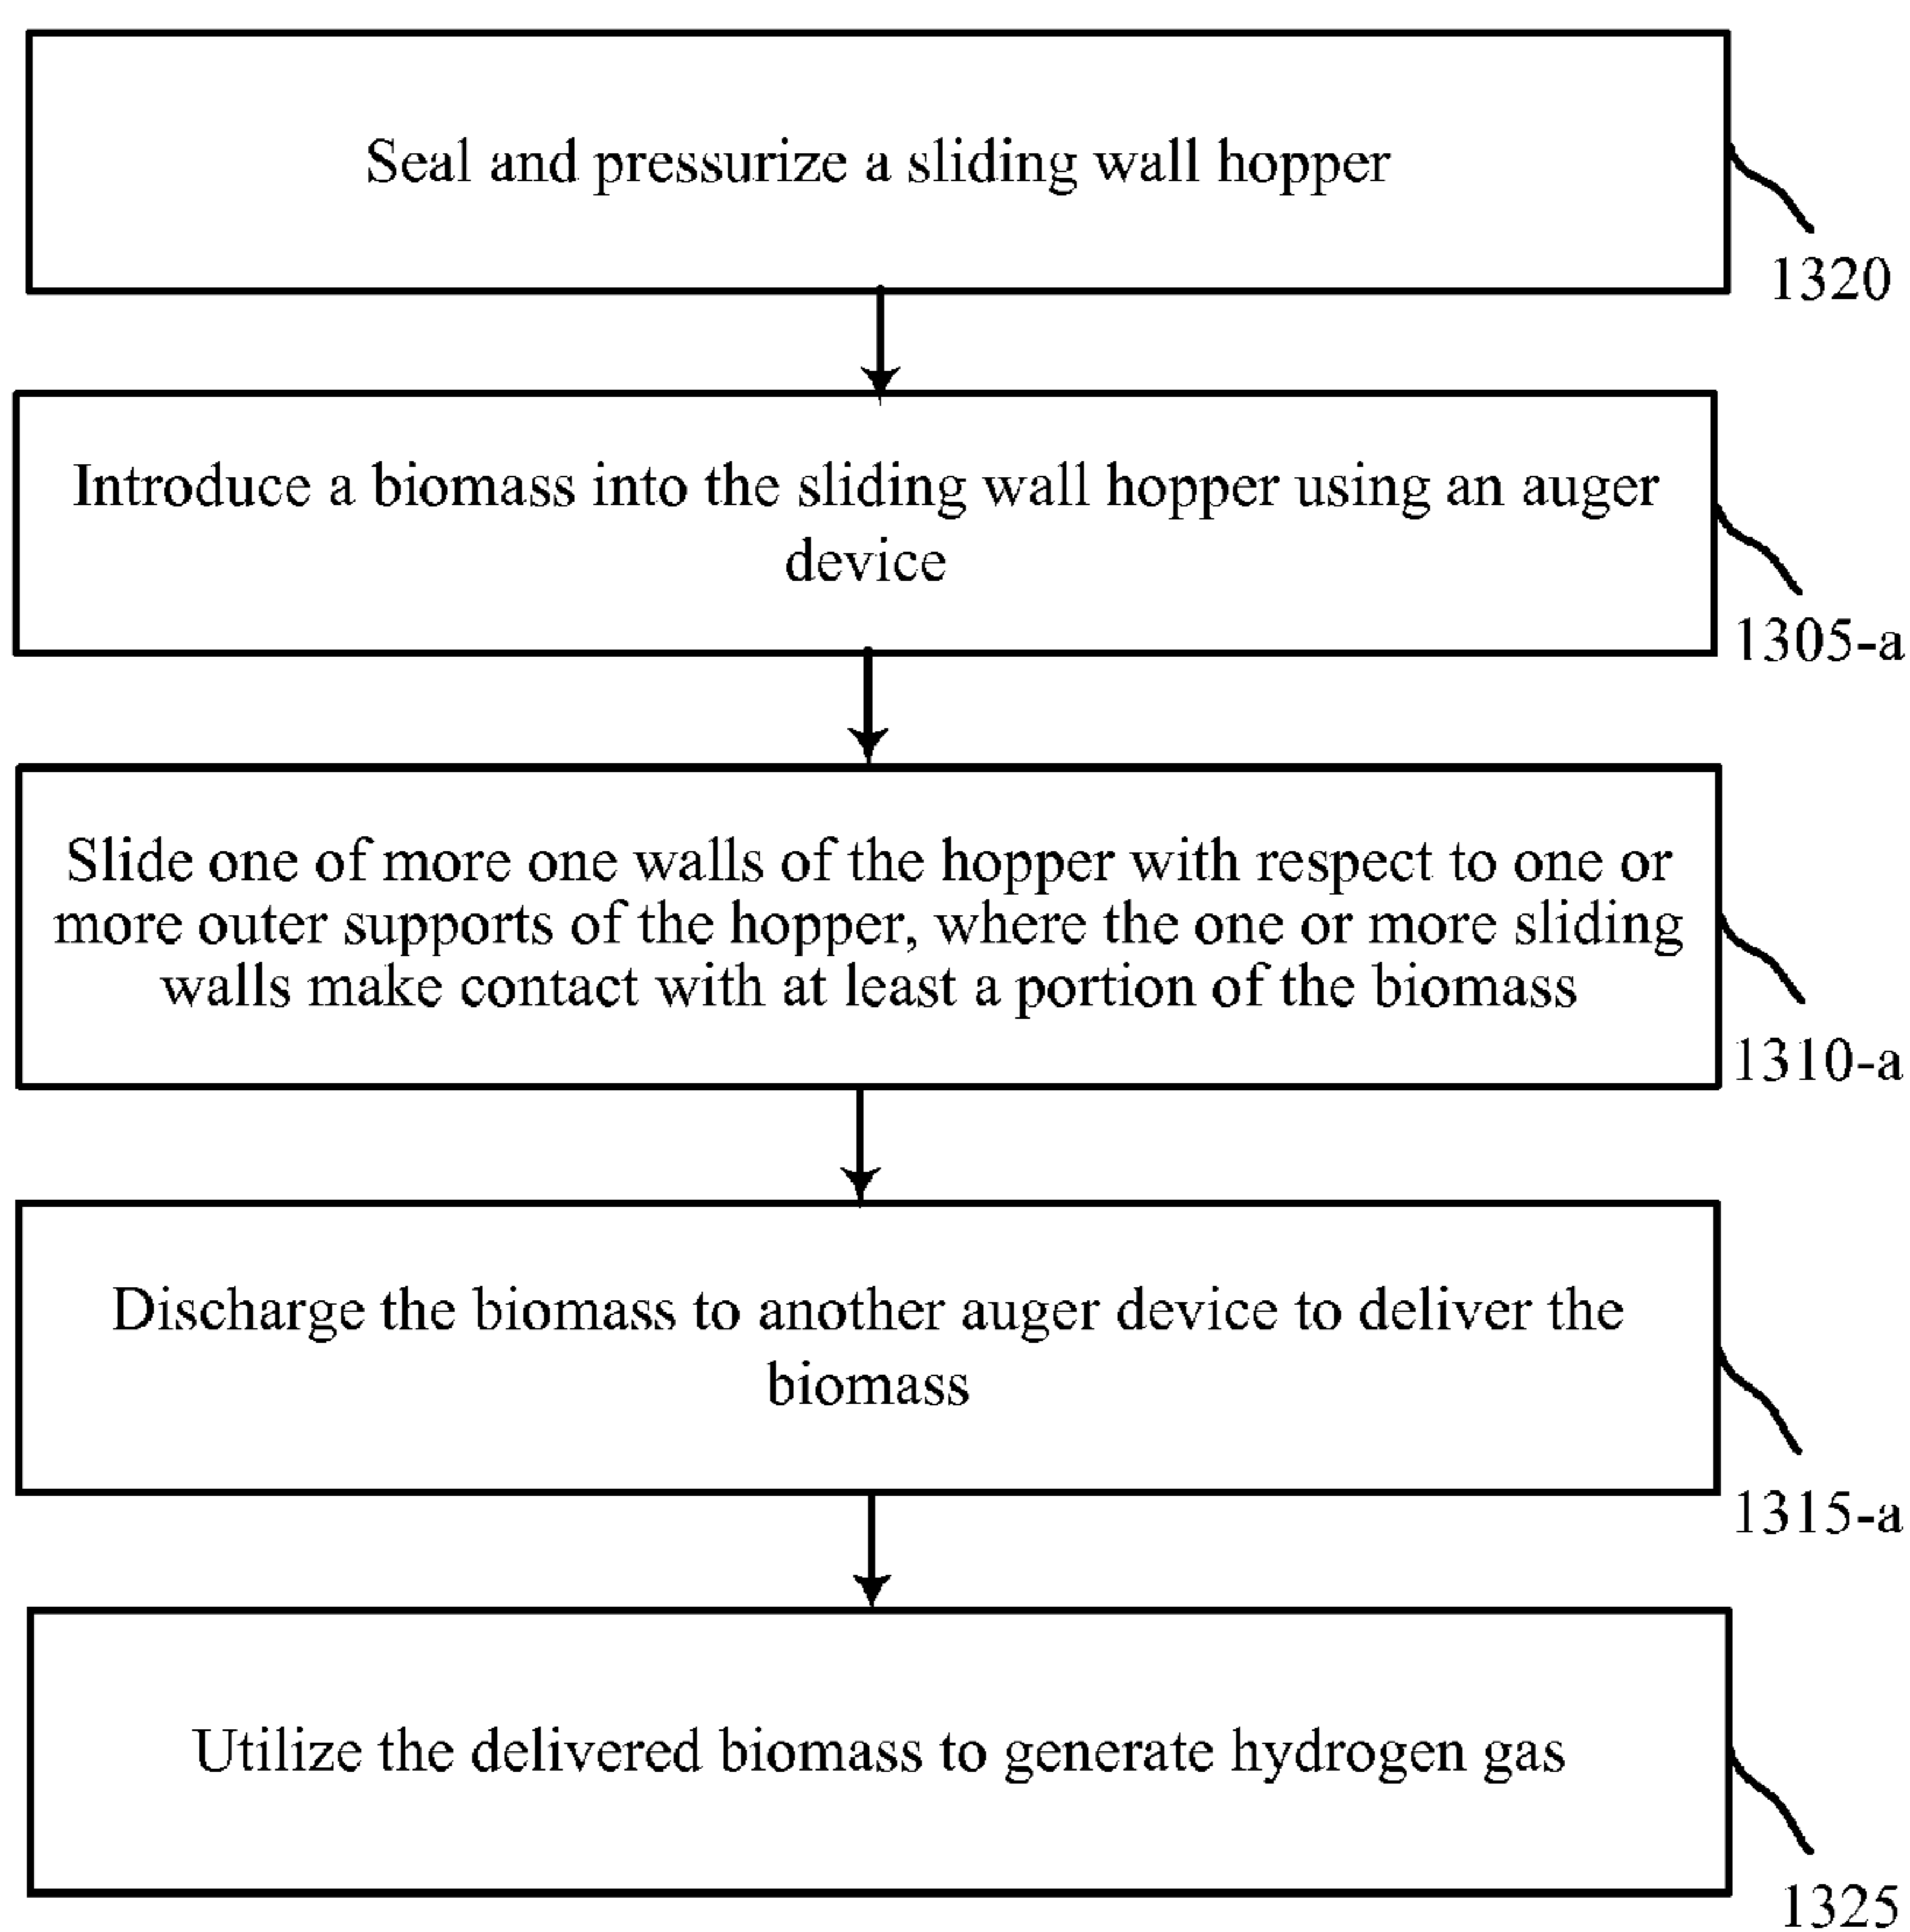 Seal and pressurize a sliding wall hopper
1320
Introduce a biomass into the sliding wall hopper using an auger
device
1305-a
Slide one of more one walls of the hopper with respect to one or
more outer supports of the hopper, where the one or more sliding
walls make contact with at least a portion of the biomass
1310-a
Discharge the biomass to another auger device to deliver the
biomass
1315-a
Utilize the delivered biomass to generate hydrogen gas
1325